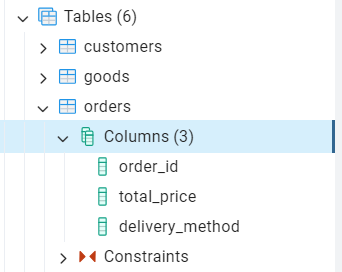 Tables (6)
customers
goods
orders
Columns (3)
order_id
total_price
delivery_method
Constraints